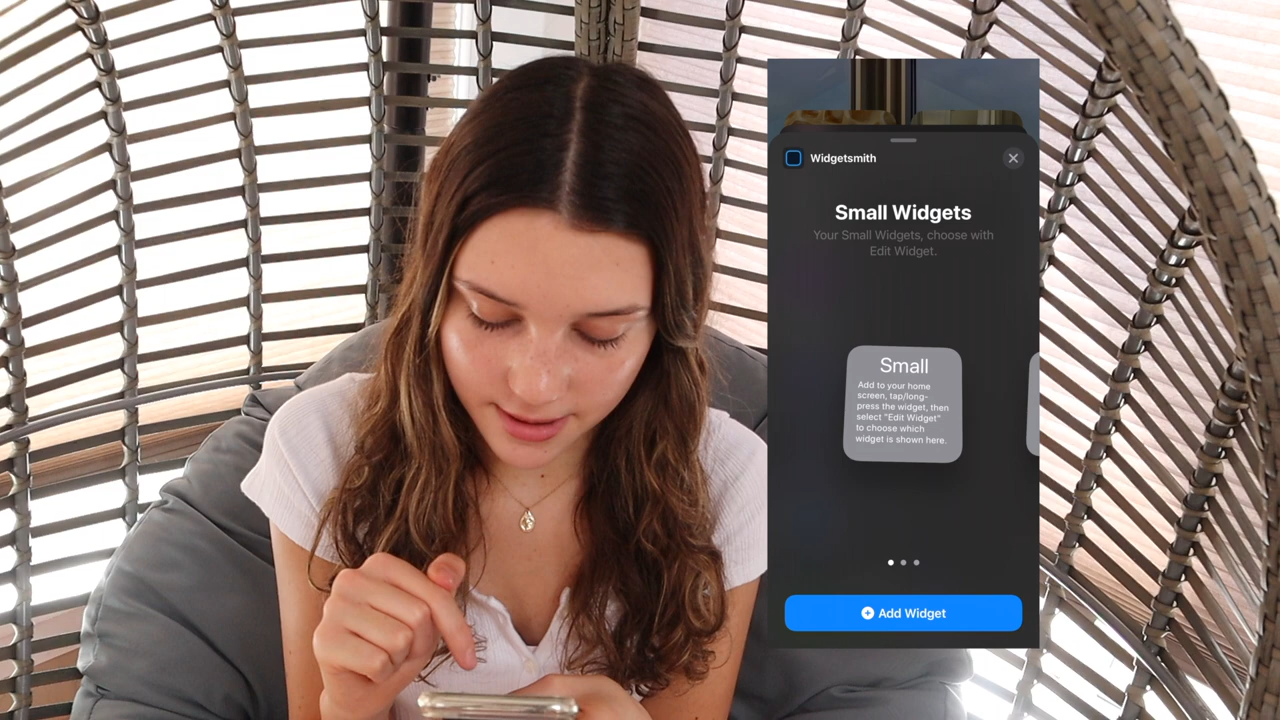 Widgetsmith
Small Widgets
Your Small Widgets, choose with
Edit Widget.
Small
Add to your home
screen, tap/long-
press the widget, then
select "Edit Widget"
to choose which
widget is shown here.
Add Widget